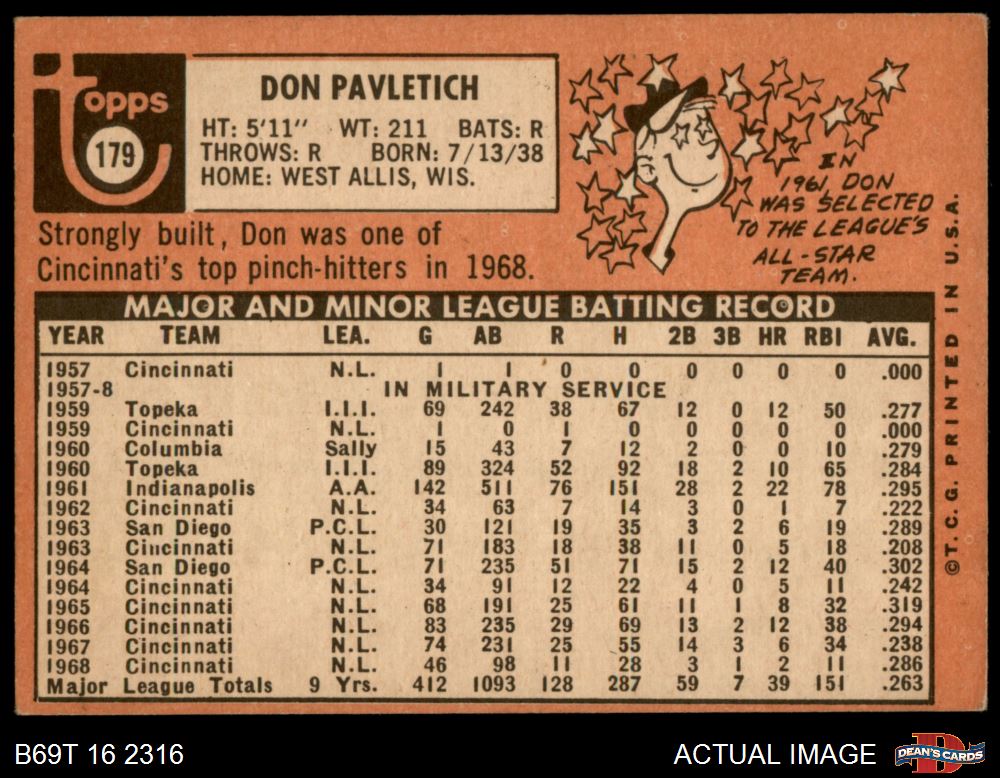 Topps
179
DON PAVLETICH
HT: 5'11" WT: 211 BATS: R
THROWS: R BORN: 7/13/38
HOME: WEST ALLIS, WIS.
IN
1961, DON
WAS SELECTED
TO THE LEAGUE'S
ALL-STAR
TEAM.
Strongly built, Don was one of
Cincinnati's top pinch-hitters in 1968.
MAJOR AND MINOR LEAGUE BATTING RECORD
YEAR TEAM LEA. G AB R H 2B 3B HR RBI AVG.
1957 Cincinnati N.L. 1 1 0 0 0 0 0 0 .000
1957-8 IN MILITARY SERVICE
1959 Topeka I.I.I. 69 242 38 67 12 0 12 50 .277
1959 Cincinnati N.L. 1 0 1 0 0 0 0 0 .000
1960 Columbia Sally 15 43 7 12 2 0 0 10 .279
1960 Topeka I.I.I. 89 324 52 92 18 2 10 65 .284
1961 Indianapolis A.A. 142 511 76 151 28 2 22 78 .295
1962 Cincinnati N.L. 34 63 7 14 3 0 1 7 .222
1963 San Diego P.C.L. 30 121 19 35 3 2 6 19 .289
1963 Cincinnati N.L. 71 183 18 38 11 0 5 18 .208
1964 San Diego P.C.L. 71 235 51 71 15 2 12 40 .302
1964 Cincinnati N.L. 34 91 12 22 4 0 5 11 .242
1965 Cincinnati N.L. 68 191 25 61 11 1 8 32 .319
1966 Cincinnati N.L. 83 235 29 69 13 2 12 38 .294
1967 Cincinnati N.L. 74 231 25 55 14 3 6 34 .238
1968 Cincinnati N.L. 46 98 11 28 3 1 2 11 .286
Major League Totals 9 Yrs. 412 1093 128 287 59 7 39 151 .263
©T.C.G. PRINTED IN U.S.A.
B69T 16 2316
ACTUAL IMAGE
D
DEAN'S CARDS